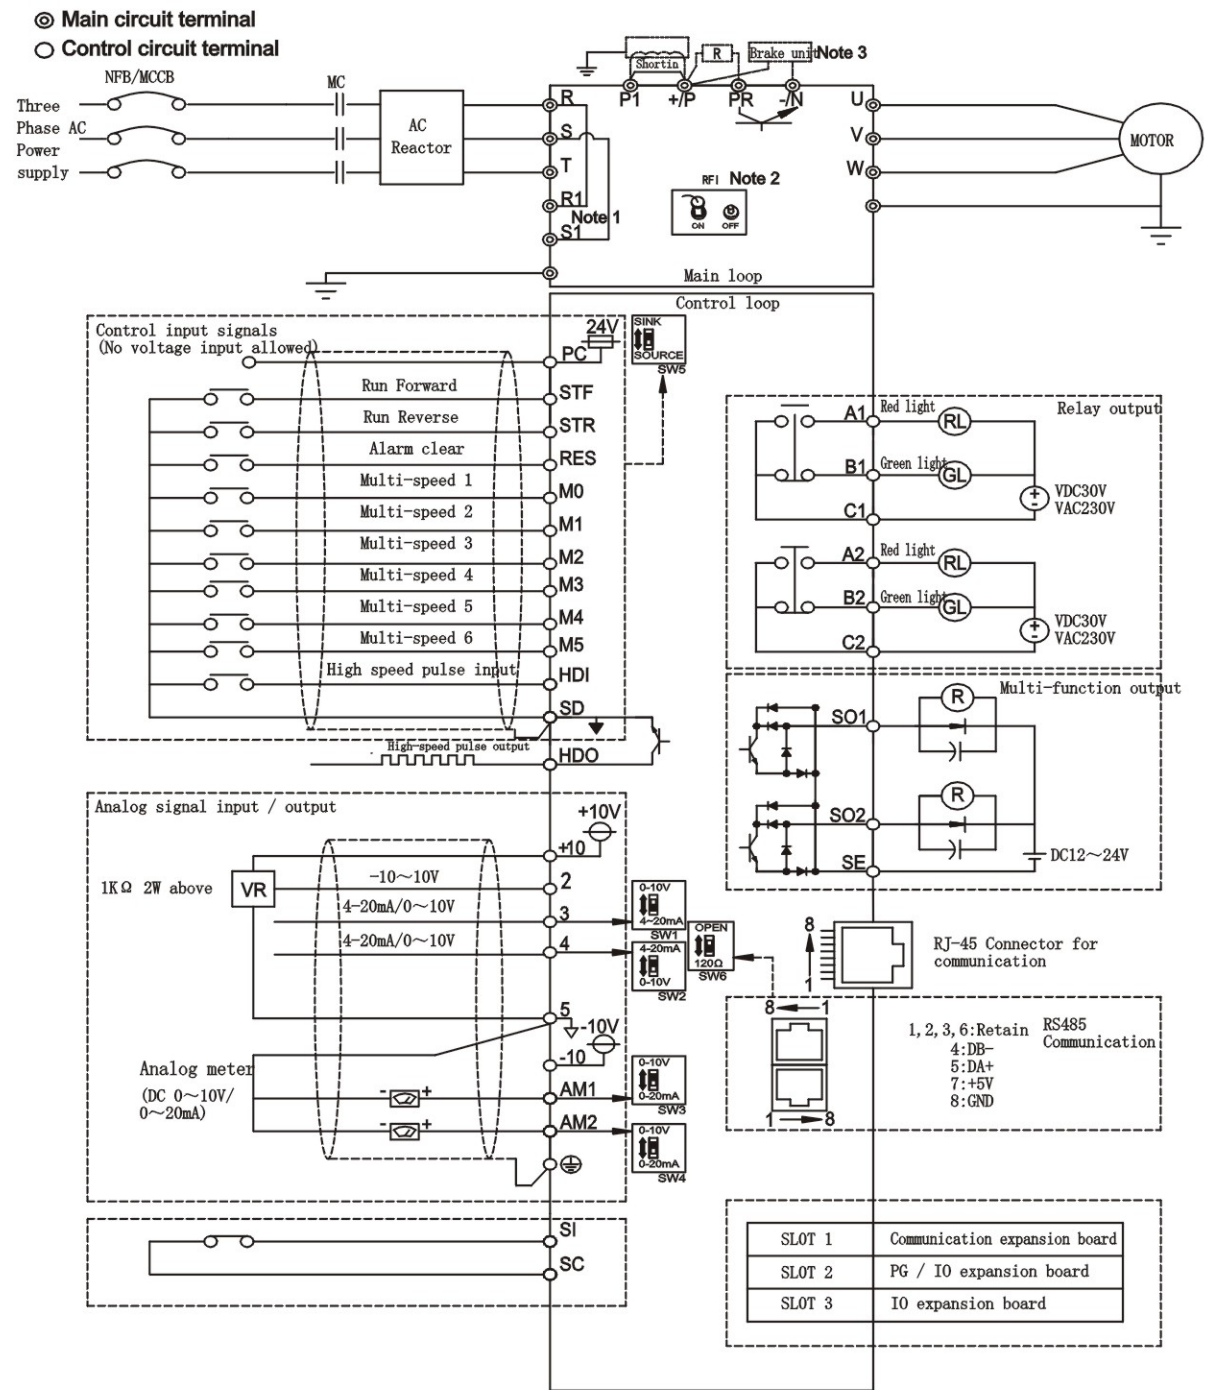 Main circuit terminal
Control circuit terminal
NFB/MCCB
MC
Three
Phase AC
Power
supply
AC
Reactor
R
S
T
R1
S1
Note 1
Shortin
R
Brake unit
Note 3
P1
+/P
PR
-/N
RFI Note 2
ON
OFF
U
V
W
MOTOR
Main loop
Control loop
Control input signals
(No voltage input allowed)
24V
PC
SINK
SOURCE
SW5
Run Forward
STF
Run Reverse
STR
Alarm clear
RES
Multi-speed 1
M0
Multi-speed 2
M1
Multi-speed 3
M2
Multi-speed 4
M3
Multi-speed 5
M4
Multi-speed 6
M5
High speed pulse input
HDI
SD
High-speed pulse output
HDO
Relay output
A1
Red light
RL
B1
Green light
GL
C1
+
-
VDC30V
VAC230V
A2
Red light
RL
B2
Green light
GL
C2
+
-
VDC30V
VAC230V
Multi-function output
R
SO1
R
SO2
SE
DC12～24V
Analog signal input / output
+10V
+10
1KΩ 2W above
VR
-10～10V
2
4-20mA/0～10V
3
4-20mA/0～10V
4
0-10V
4~20mA
SW1
4-20mA
0-10V
SW2
OPEN
120Ω
SW6
5
-10V
-10
Analog meter
(DC 0～10V/
0～20mA)
- +
AM1
- +
AM2
0-10V
0-20mA
SW3
0-10V
0-20mA
SW4
8
1
RJ-45 Connector for
communication
8
1
1
8
1,2,3,6:Retain
4:DB-
5:DA+
7:+5V
8:GND
RS485
Communication
SI
SC
SLOT 1 Communication expansion board
SLOT 2 PG / IO expansion board
SLOT 3 IO expansion board